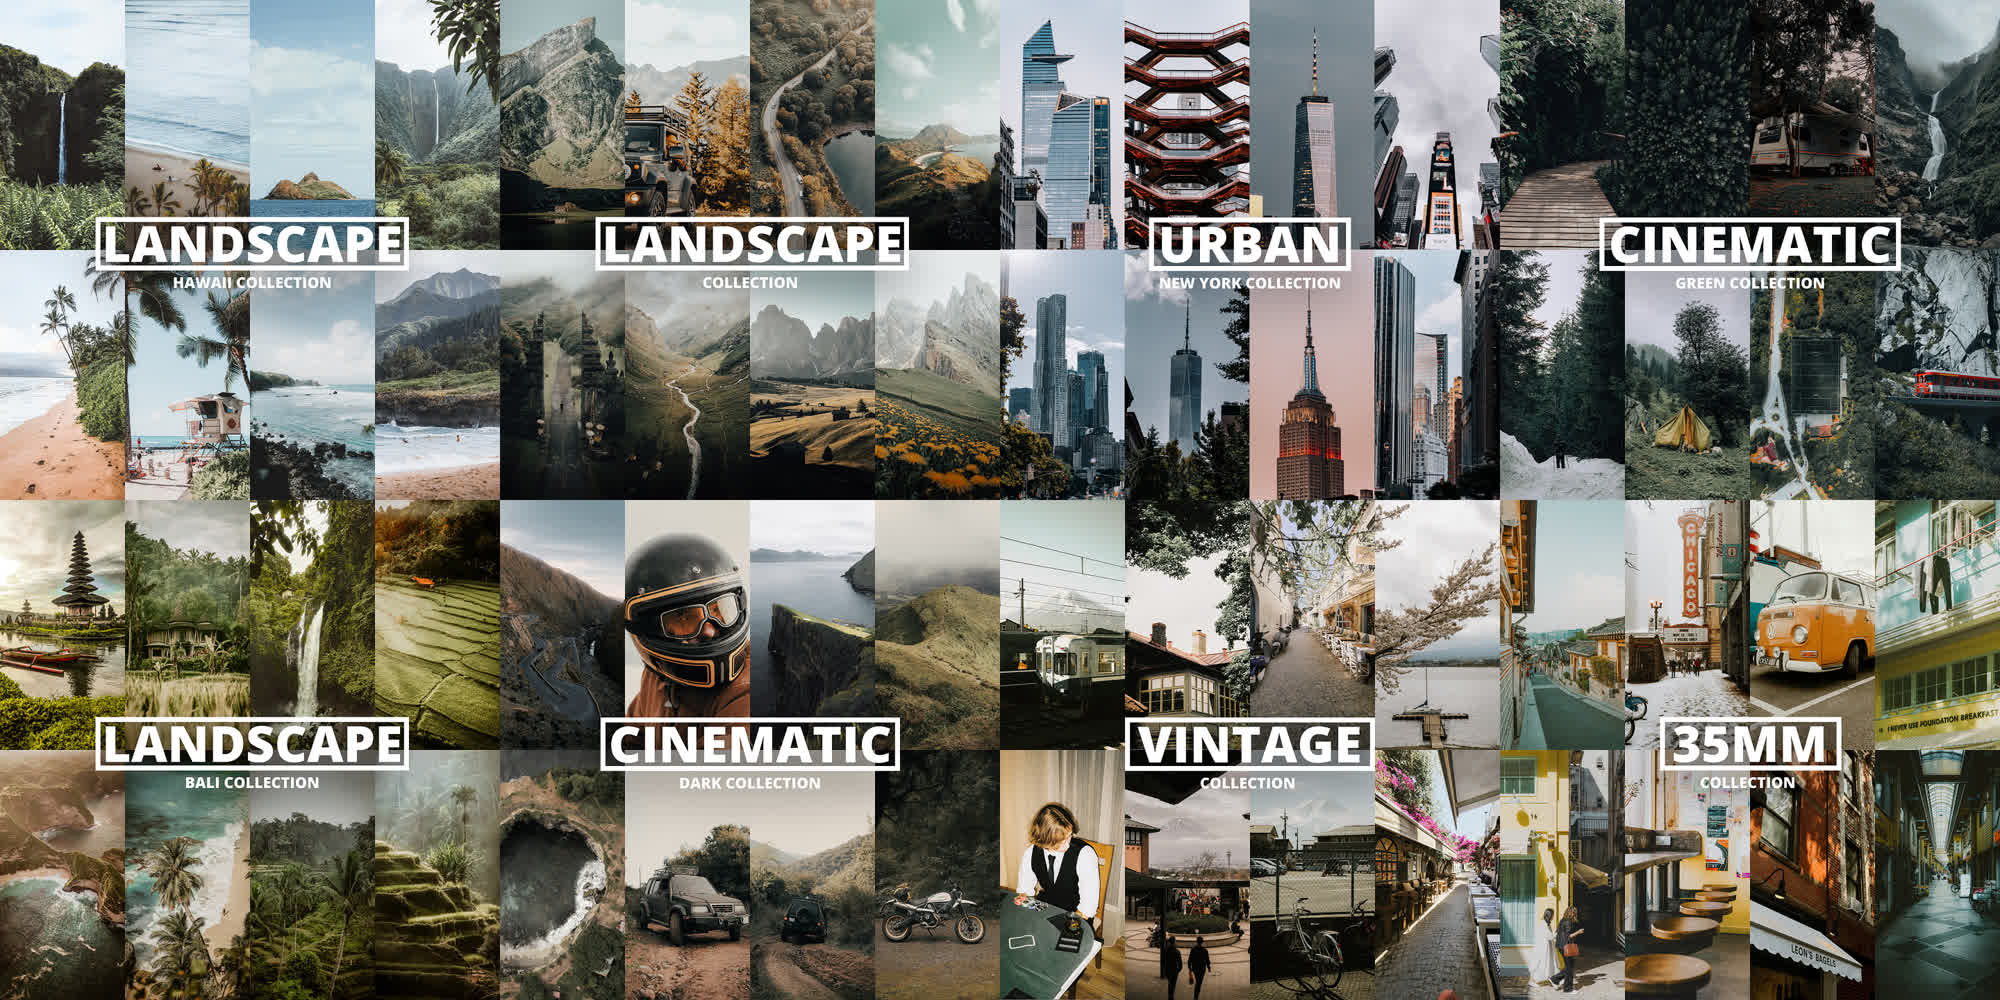 LANDSCAPE
HAWAII COLLECTION
LANDSCAPE
COLLECTION
URBAN
NEW YORK COLLECTION
CINEMATIC
GREEN COLLECTION
CHICAGO
I NEVER USE FOUNDATION BREAKFAST
LANDSCAPE
BALI COLLECTION
CINEMATIC
DARK COLLECTION
VINTAGE
COLLECTION
35MM
COLLECTION
LEON'S BAGELS